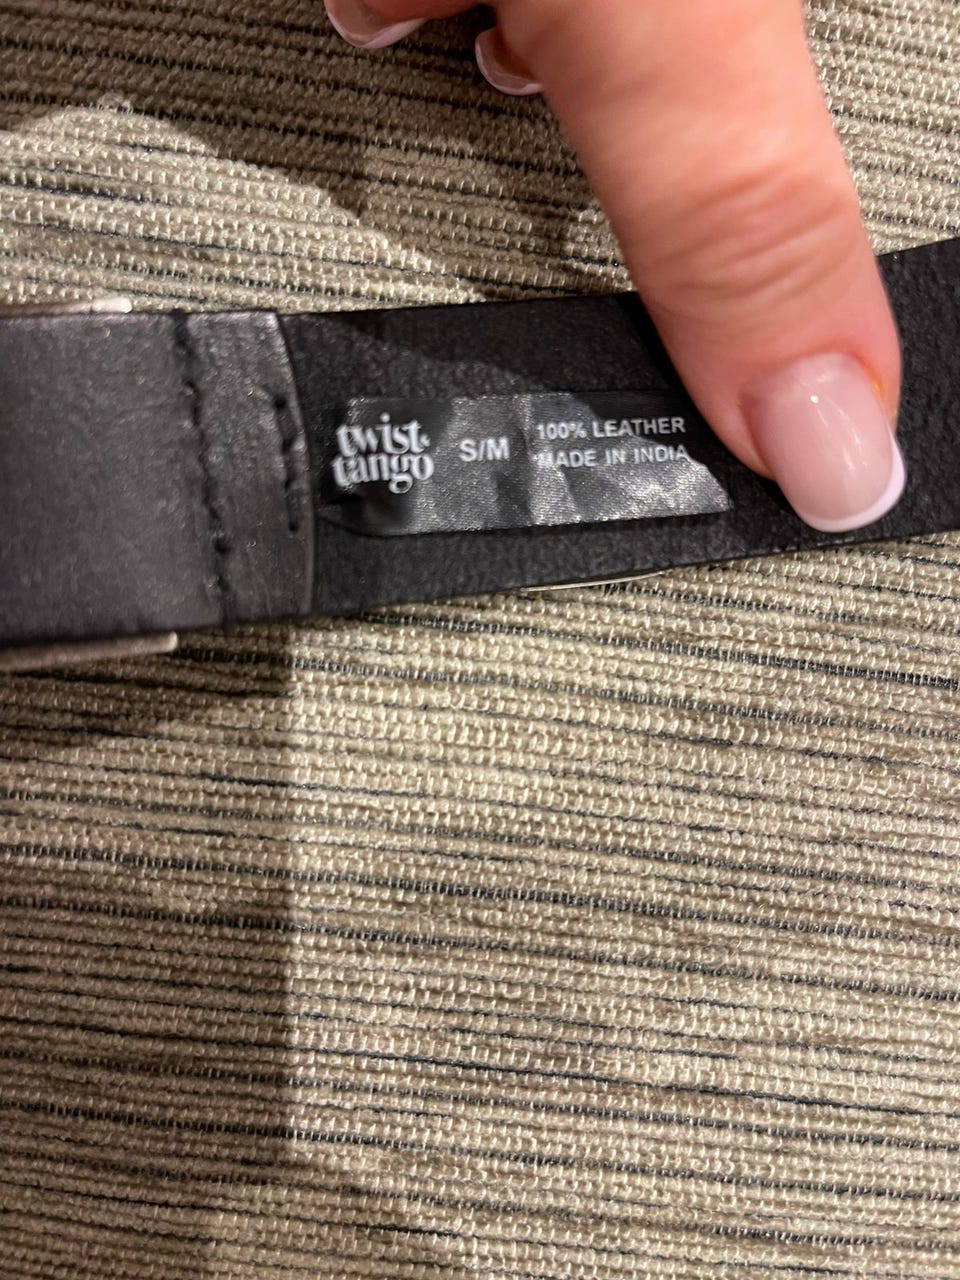 twist &
tango
S/M
100% LEATHER
MADE IN INDIA